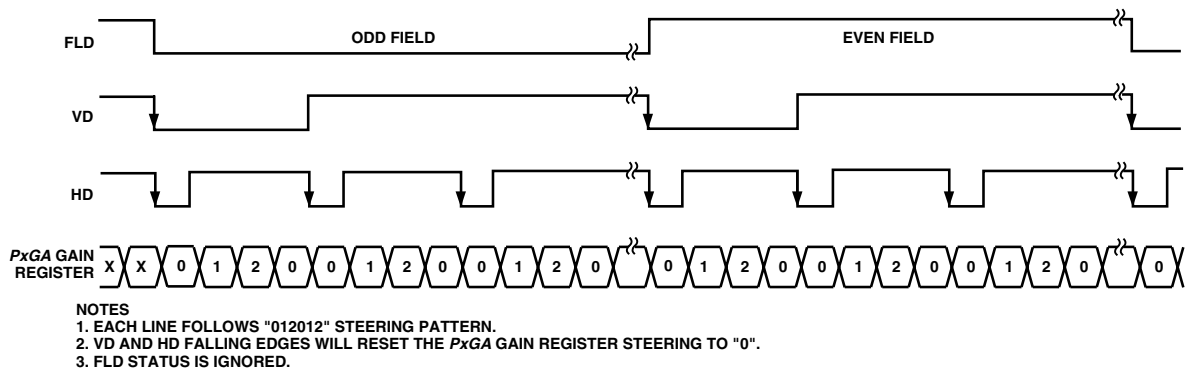 FLD
ODD FIELD
EVEN FIELD
VD
HD
PxGA GAIN
REGISTER
X X 0 1 2 0 0 1 2 0 0 1 2 0 0 1 2 0 0 1 2 0 0 1 2 0 0
NOTES
1. EACH LINE FOLLOWS "012012" STEERING PATTERN.
2. VD AND HD FALLING EDGES WILL RESET THE PxGA GAIN REGISTER STEERING TO "0".
3. FLD STATUS IS IGNORED.